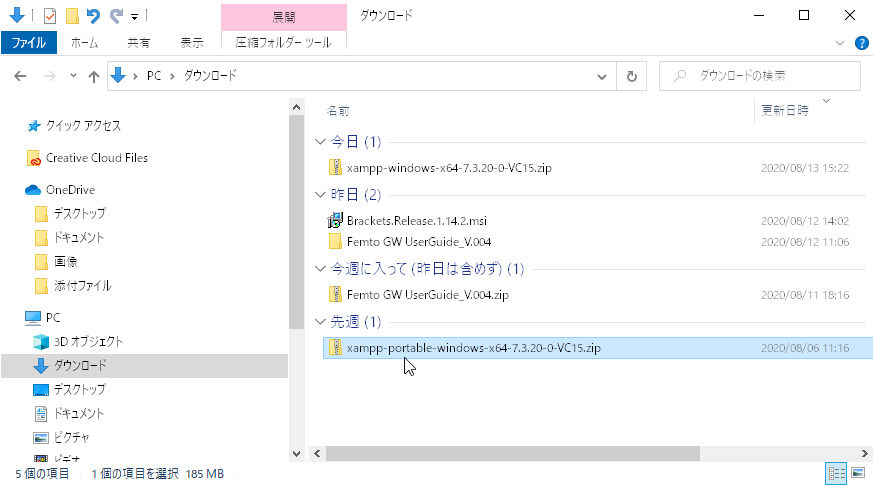 展開
ダウンロード
ファイル ホーム 共有 表示 圧縮フォルダー ツール
PC ダウンロード
ダウンロードの検索
クイック アクセス
Creative Cloud Files
OneDrive
デスクトップ
ドキュメント
画像
添付ファイル
PC
3D オブジェクト
ダウンロード
デスクトップ
ドキュメント
ピクチャ
ビデオ
名前 更新日時
今日 (1)
xampp-windows-x64-7.3.20-0-VC15.zip 2020/08/13 15:22
昨日 (2)
Brackets.Release.1.14.2.msi 2020/08/12 14:02
Femto GW UserGuide_V.004 2020/08/12 11:06
今週に入って (昨日は含めず) (1)
Femto GW UserGuide_V.004.zip 2020/08/11 18:16
先週 (1)
xampp-portable-windows-x64-7.3.20-0-VC15.zip 2020/08/06 11:16
5 個の項目 1 個の項目を選択 185 MB